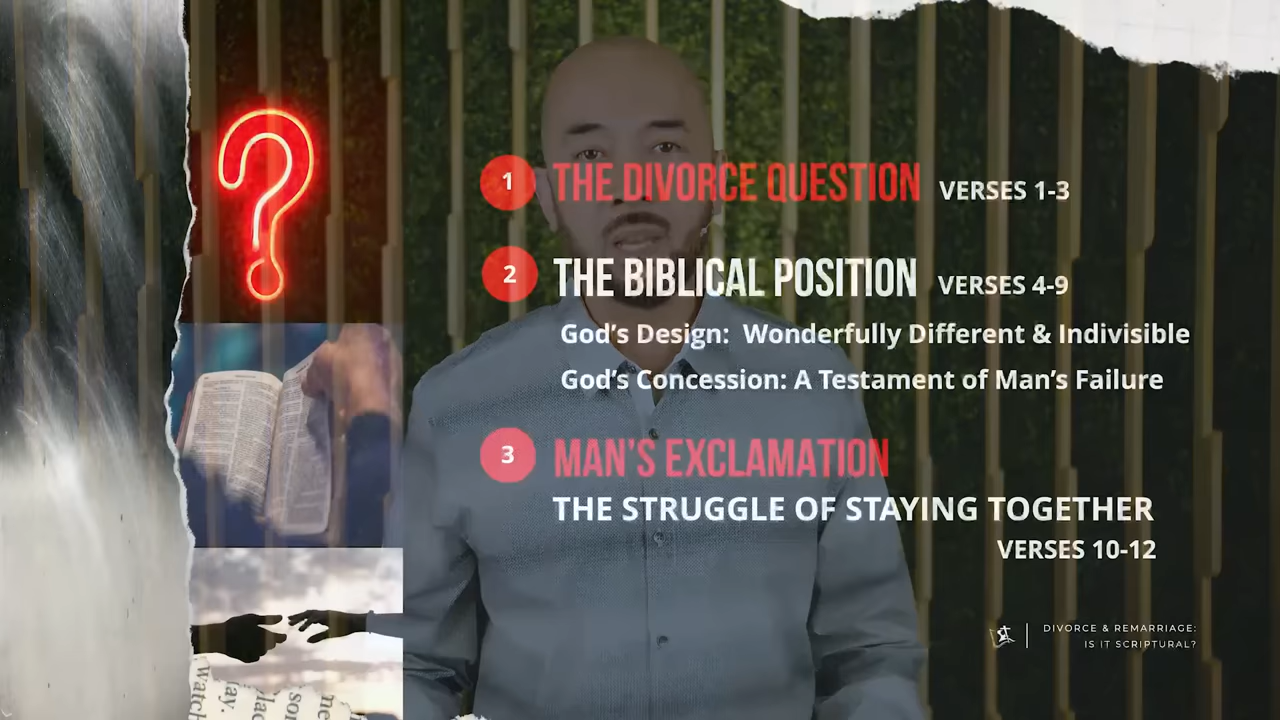 1 THE DIVORCE QUESTION VERSES 1-3
2 THE BIBLICAL POSITION VERSES 4-9
God's Design: Wonderfully Different & Indivisible
God's Concession: A Testament of Man's Failure
3 MAN'S EXCLAMATION
THE STRUGGLE OF STAYING TOGETHER
VERSES 10-12
DIVORCE & REMARRIAGE:
IS IT SCRIPTURAL?